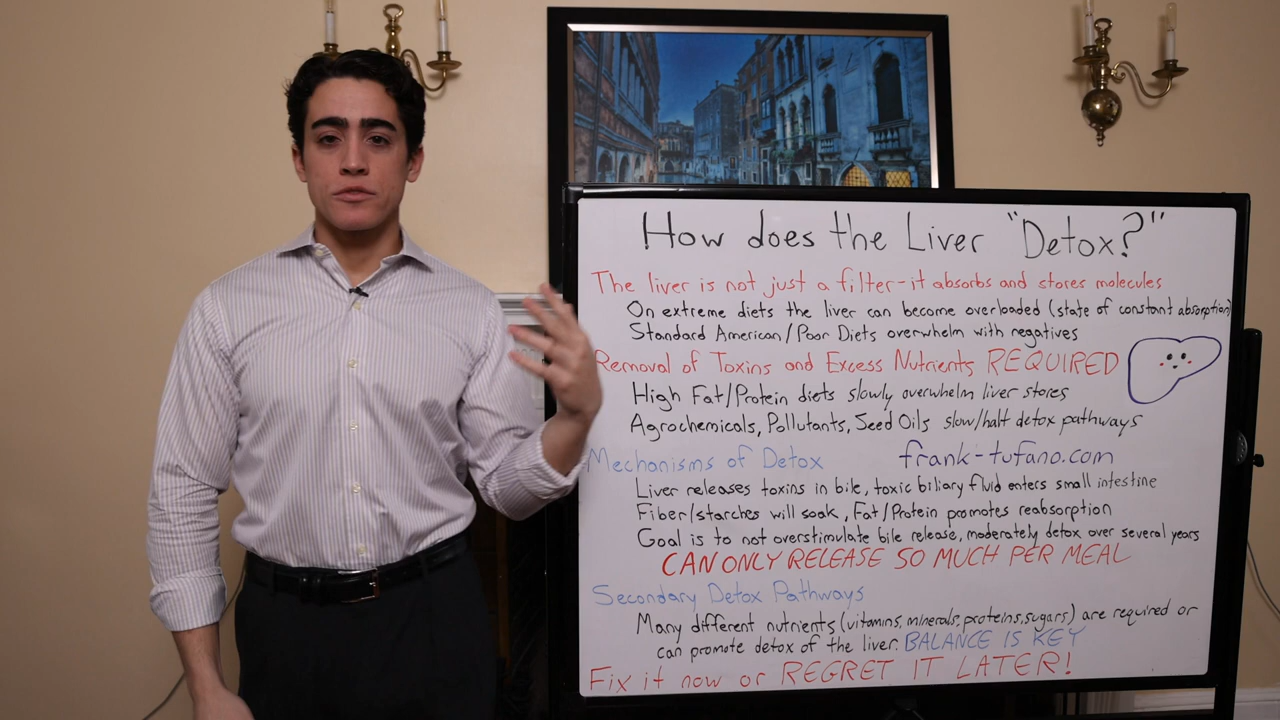 How does the Liver "Detox?"
The liver is not just a filter-it absorbs and stores molecules
On extreme diets the liver can become overloaded (state of constant absorption)
Standard American/Poor Diets overwhelm with negatives
Removal of Toxins and Excess Nutrients REQUIRED
High Fat/Protein diets slowly overwhelm liver stores
Agrochemicals, Pollutants, Seed Oils slow/halt detox pathways
Mechanisms of Detox frank-tufano.com
Liver releases toxins in bile, toxic biliary fluid enters small intestine
Fiber/starches will soak, Fat/Protein promotes reabsorption
Goal is to not overstimulate bile release, moderately detox over several years
CAN ONLY RELEASE SO MUCH PER MEAL
Secondary Detox Pathways
Many different nutrients (vitamins, minerals, proteins, sugars) are required or
can promote detox of the liver. BALANCE IS KEY
Fix it now or REGRET IT LATER!